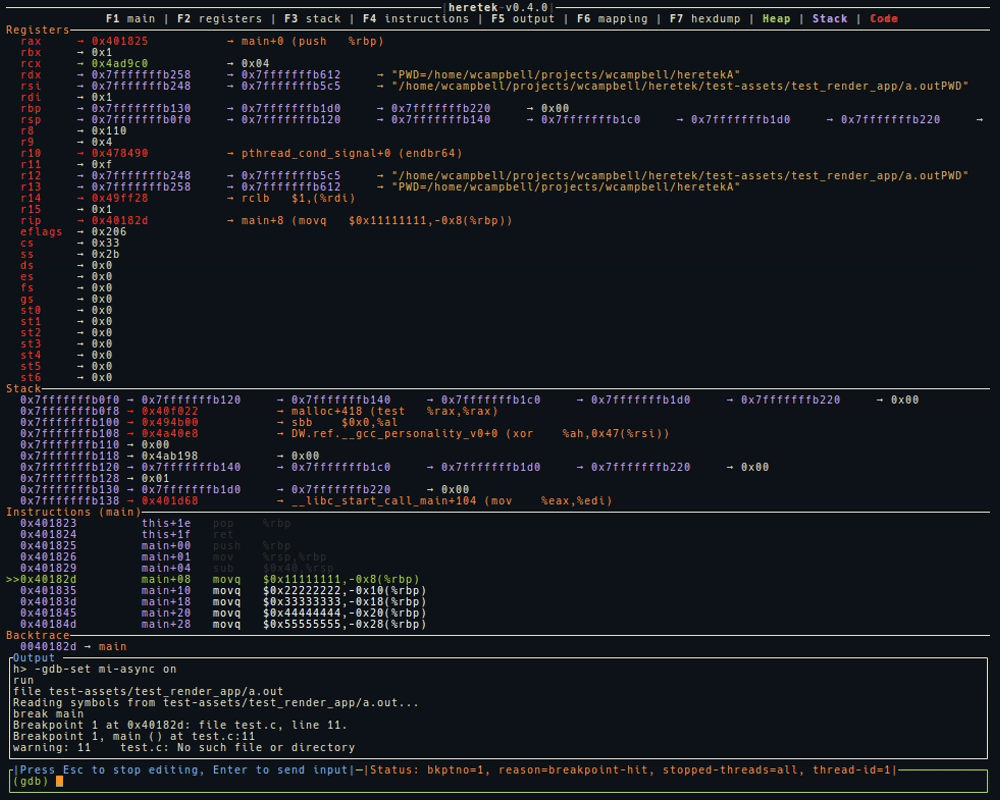 |heretek-v0.4.0|
F1 main | F2 registers | F3 stack | F4 instructions | F5 output | F6 mapping | F7 hexdump | Heap | Stack | Code
Registers
rax → 0x401825 → main+0 (push %rbp)
rbx → 0x1
rcx → 0x4ad9c0 → 0x04
rdx → 0x7fffffffb258 → 0x7fffffffb612 → "PWD=/home/wcampbell/projects/wcampbell/heretekA"
rsi → 0x7fffffffb248 → 0x7fffffffb5c5 → "/home/wcampbell/projects/wcampbell/heretek/test-assets/test_render_app/a.outPWD"
rdi → 0x1
rbp → 0x7fffffffb130 → 0x7fffffffb1d0 → 0x7fffffffb220 → 0x00
rsp → 0x7fffffffb0f0 → 0x7fffffffb120 → 0x7fffffffb140 → 0x7fffffffb1c0 → 0x7fffffffb1d0 → 0x7fffffffb220 →
r8 → 0x110
r9 → 0x4
r10 → 0x478490 → pthread_cond_signal+0 (endbr64)
r11 → 0xf
r12 → 0x7fffffffb248 → 0x7fffffffb5c5 → "/home/wcampbell/projects/wcampbell/heretek/test-assets/test_render_app/a.outPWD"
r13 → 0x7fffffffb258 → 0x7fffffffb612 → "PWD=/home/wcampbell/projects/wcampbell/heretekA"
r14 → 0x49ff28 → rclb $1,(%rdi)
r15 → 0x1
rip → 0x40182d → main+8 (movq $0x11111111,-0x8(%rbp))
eflags → 0x206
cs → 0x33
ss → 0x2b
ds → 0x0
es → 0x0
fs → 0x0
gs → 0x0
st0 → 0x0
st1 → 0x0
st2 → 0x0
st3 → 0x0
st4 → 0x0
st5 → 0x0
st6 → 0x0
Stack
0x7fffffffb0f0 → 0x7fffffffb120 → 0x7fffffffb140 → 0x7fffffffb1c0 → 0x7fffffffb1d0 → 0x7fffffffb220 → 0x00
0x7fffffffb0f8 → 0x40f022 → malloc+418 (test %rax,%rax)
0x7fffffffb100 → 0x494b00 → sbb $0x0,%al
0x7fffffffb108 → 0x4a40e8 → DW.ref.__gcc_personality_v0+0 (xor %ah,0x47(%rsi))
0x7fffffffb110 → 0x00
0x7fffffffb118 → 0x4ab198 → 0x00
0x7fffffffb120 → 0x7fffffffb140 → 0x7fffffffb1c0 → 0x7fffffffb1d0 → 0x7fffffffb220 → 0x00
0x7fffffffb128 → 0x01
0x7fffffffb130 → 0x7fffffffb1d0 → 0x7fffffffb220 → 0x00
0x7fffffffb138 → 0x401d68 → __libc_start_call_main+104 (mov %eax,%edi)
Instructions (main)
0x401823 this+1e pop %rbp
0x401824 this+1f ret
0x401825 main+00 push %rbp
0x401826 main+01 mov %rsp,%rbp
0x401829 main+04 sub $0x40,%rsp
>>0x40182d main+08 movq $0x11111111,-0x8(%rbp)
0x401835 main+10 movq $0x22222222,-0x10(%rbp)
0x40183d main+18 movq $0x33333333,-0x18(%rbp)
0x401845 main+20 movq $0x44444444,-0x20(%rbp)
0x40184d main+28 movq $0x55555555,-0x28(%rbp)
Backtrace
0040182d → main
Output
h> -gdb-set mi-async on
run
file test-assets/test_render_app/a.out
Reading symbols from test-assets/test_render_app/a.out...
break main
Breakpoint 1 at 0x40182d: file test.c, line 11.
Breakpoint 1, main () at test.c:11
warning: 11 test.c: No such file or directory
|Press Esc to stop editing, Enter to send input|—|Status: bkptno=1, reason=breakpoint-hit, stopped-threads=all, thread-id=1|
(gdb)